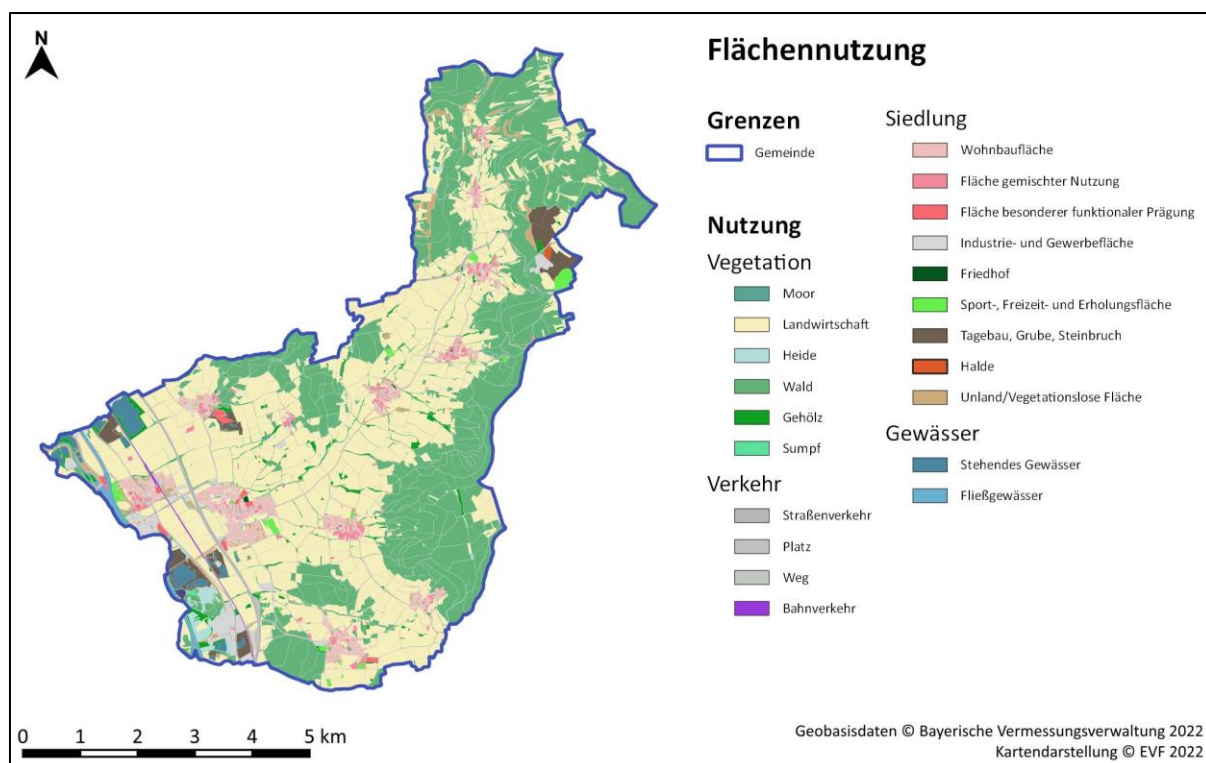 N
Flächennutzung
Grenzen
Gemeinde
Nutzung
Vegetation
Moor
Landwirtschaft
Heide
Wald
Gehölz
Sumpf
Verkehr
Straßenverkehr
Platz
Weg
Bahnverkehr
Siedlung
Wohnbaufläche
Fläche gemischter Nutzung
Fläche besonderer funktionaler Prägung
Industrie- und Gewerbefläche
Friedhof
Sport-, Freizeit- und Erholungsfläche
Tagebau, Grube, Steinbruch
Halde
Unland/Vegetationslose Fläche
Gewässer
Stehendes Gewässer
Fließgewässer
0 1 2 3 4 5 km
Geobasisdaten © Bayerische Vermessungsverwaltung 2022
Kartendarstellung © EVF 2022